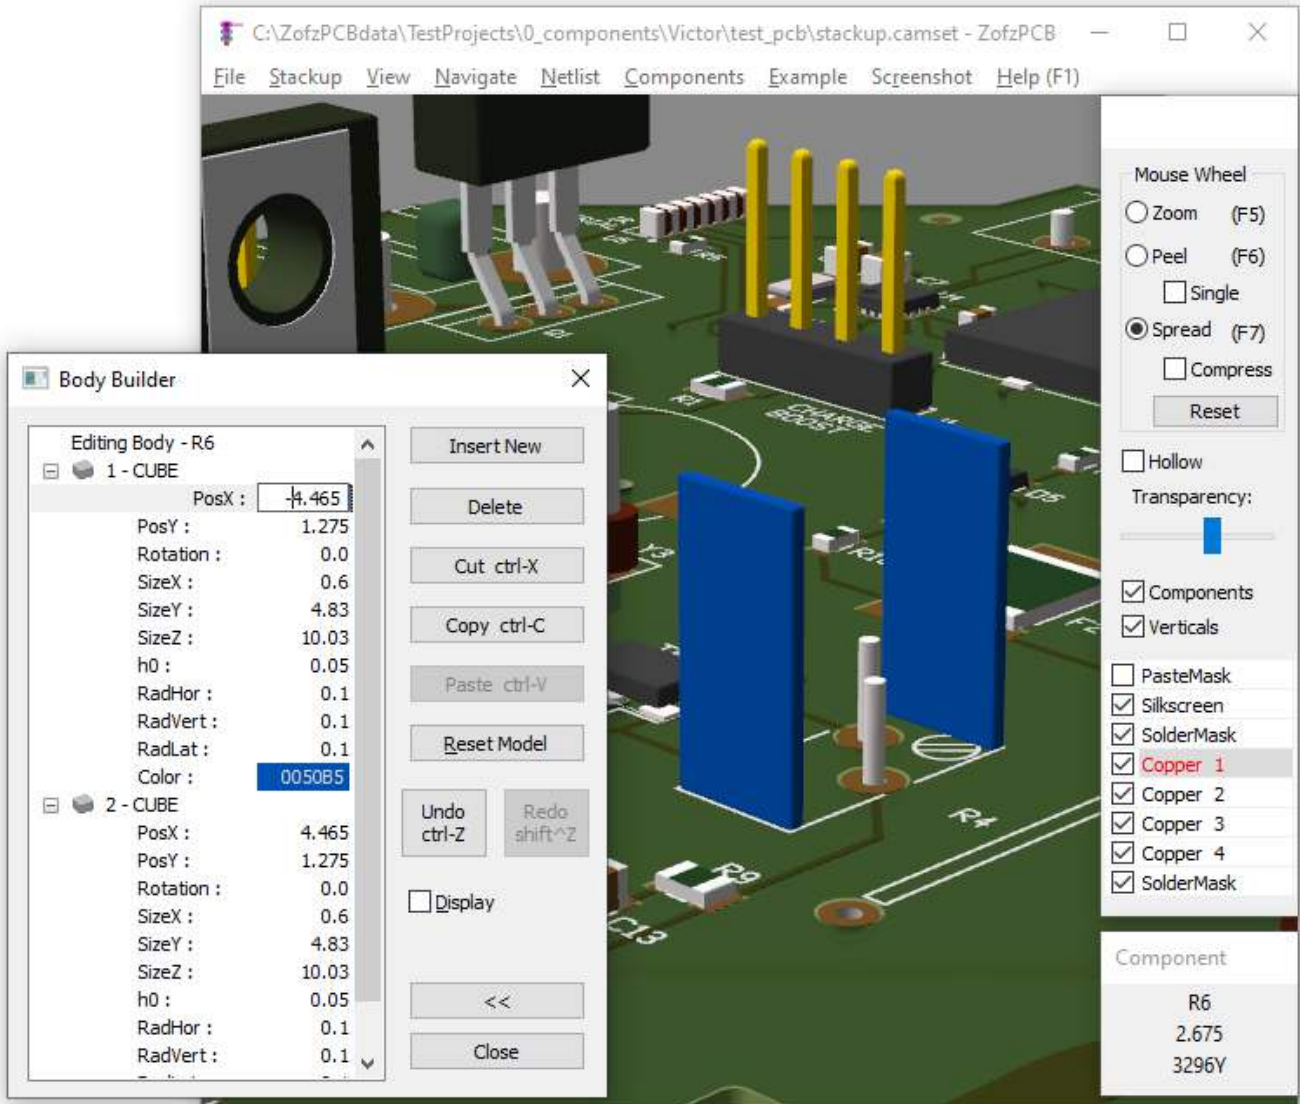 C:\ZofzPCBdata\TestProjects\0_components\Victor\test_pcb\stackup.camset - ZofzPCB
File Stackup View Navigate Netlist Components Example Screenshot Help (F1)
Mouse Wheel
Zoom (F5)
Peel (F6)
Single
Spread (F7)
Compress
Reset
Hollow
Transparency:
Components
Verticals
PasteMask
Silkscreen
SolderMask
Copper 1
Copper 2
Copper 3
Copper 4
SolderMask
Component
R6
2.675
3296Y
Q1
R1
CHARGE
BOOST
Y3
R4
R9
C13
Body Builder
Editing Body - R6
1 - CUBE
PosX : -4.465
PosY : 1.275
Rotation : 0.0
SizeX : 0.6
SizeY : 4.83
SizeZ : 10.03
h0 : 0.05
RadHor : 0.1
RadVert : 0.1
RadLat : 0.1
Color : 0050B5
2 - CUBE
PosX : 4.465
PosY : 1.275
Rotation : 0.0
SizeX : 0.6
SizeY : 4.83
SizeZ : 10.03
h0 : 0.05
RadHor : 0.1
RadVert : 0.1
Insert New
Delete
Cut ctrl-X
Copy ctrl-C
Paste ctrl-V
Reset Model
Undo
ctrl-Z
Redo
shift^Z
Display
<<
Close